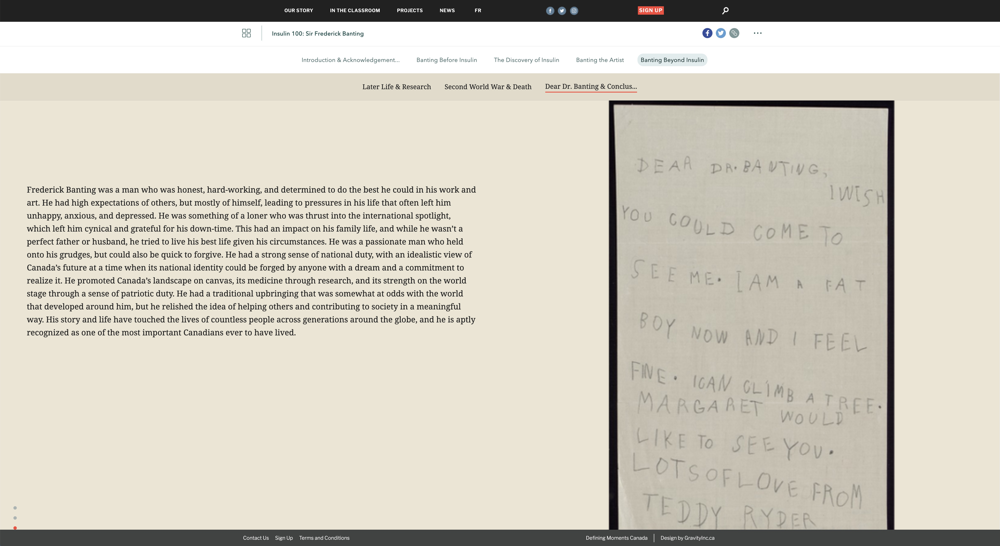 OUR STORY IN THE CLASSROOM PROJECTS NEWS FR SIGN UP
Insulin 100: Sir Frederick Banting
Introduction & Acknowledgement... Banting Before Insulin The Discovery of Insulin Banting the Artist Banting Beyond Insulin
Later Life & Research Second World War & Death Dear Dr. Banting & Conclus...
Frederick Banting was a man who was honest, hard-working, and determined to do the best he could in his work and
art. He had high expectations of others, but mostly of himself, leading to pressures in his life that often left him
unhappy, anxious, and depressed. He was something of a loner who was thrust into the international spotlight,
which left him cynical and grateful for his down-time. This had an impact on his family life, and while he wasn’t a
perfect father or husband, he tried to live his best life given his circumstances. He was a passionate man who held
onto his grudges, but could also be quick to forgive. He had a strong sense of national duty, with an idealistic view of
Canada’s future at a time when its national identity could be forged by anyone with a dream and a commitment to
realize it. He promoted Canada’s landscape on canvas, its medicine through research, and its strength on the world
stage through a sense of patriotic duty. He had a traditional upbringing that was somewhat at odds with the world
that developed around him, but he relished the idea of helping others and contributing to society in a meaningful
way. His story and life have touched the lives of countless people across generations around the globe, and he is aptly
recognized as one of the most important Canadians ever to have lived.
DEAR DR. BANTING,
I WISH
YOU COULD COME TO
SEE ME. I AM A FAT
BOY NOW AND I FEEL
FINE. I CAN CLIMB A TREE.
MARGARET WOULD
LIKE TO SEE YOU.
LOTS OF LOVE FROM
TEDDY RYDER
Contact Us Sign Up Terms and Conditions Defining Moments Canada Design by GravityInc.ca